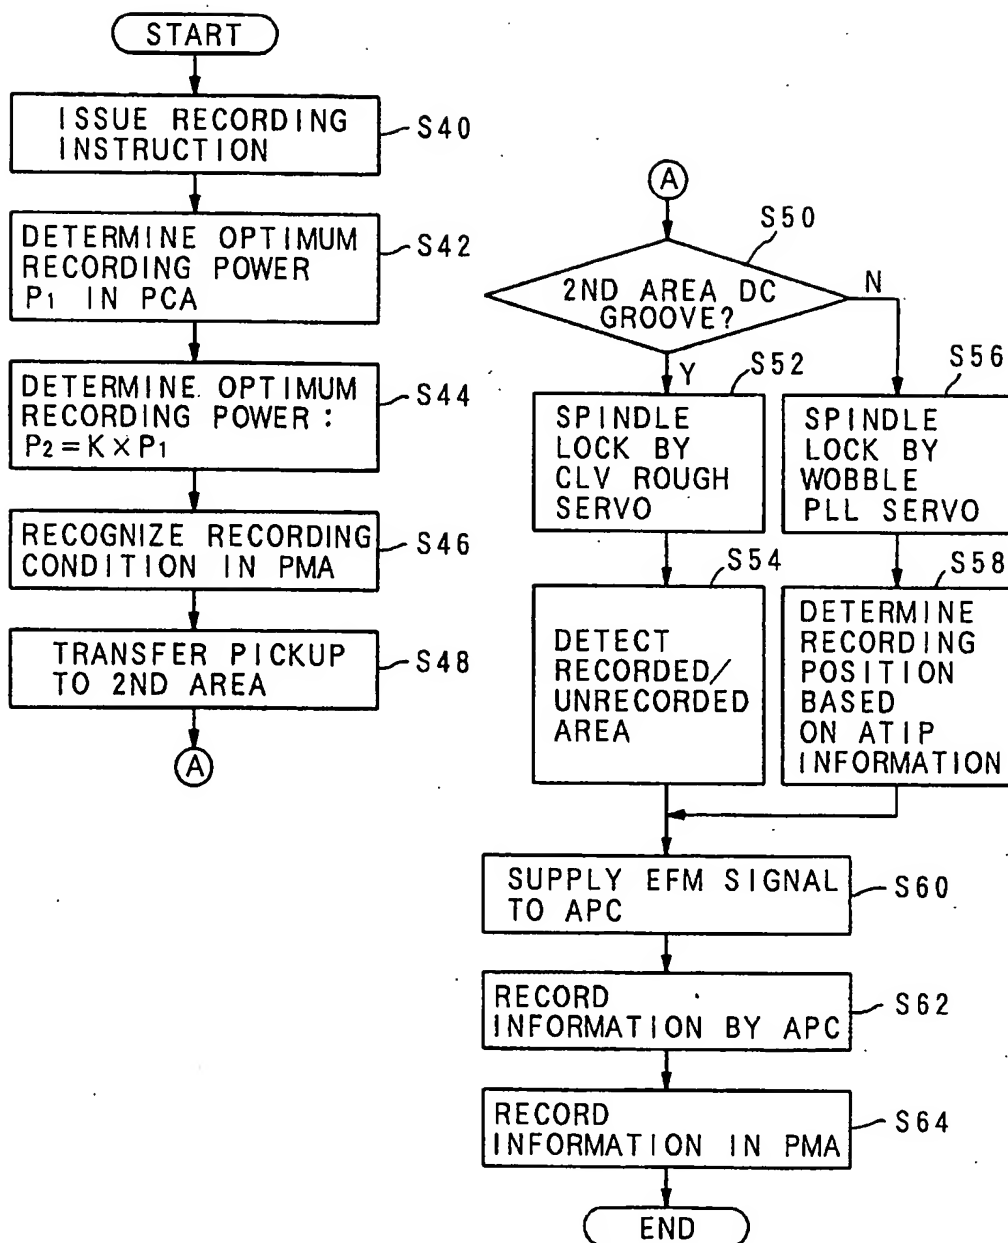 START
ISSUE RECORDING
INSTRUCTION
S40
DETERMINE OPTIMUM
RECORDING POWER
P1 IN PCA
S42
DETERMINE OPTIMUM
RECORDING POWER :
P2 = K × P1
S44
RECOGNIZE RECORDING
CONDITION IN PMA
S46
TRANSFER PICKUP
TO 2ND AREA
S48
A
A
S50
2ND AREA DC
GROOVE?
N
Y
S52
SPINDLE
LOCK BY
CLV ROUGH
SERVO
S56
SPINDLE
LOCK BY
WOBBLE
PLL SERVO
S54
DETECT
RECORDED/
UNRECORDED
AREA
S58
DETERMINE
RECORDING
POSITION
BASED
ON ATIP
INFORMATION
SUPPLY EFM SIGNAL
TO APC
S60
RECORD
INFORMATION BY APC
S62
RECORD
INFORMATION IN PMA
S64
END